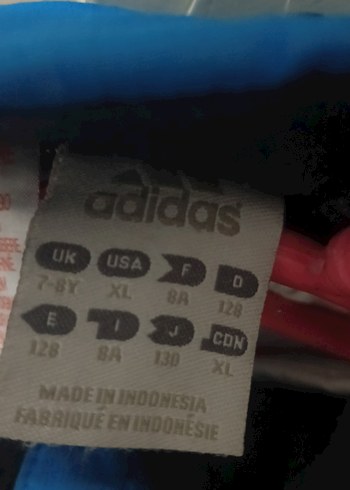 adidas
UK USA F D
7-8Y XL 8A 128
E I J CDN
128 8A 130 XL
MADE IN INDONESIA
FABRIQUÉ EN INDONÉSIE